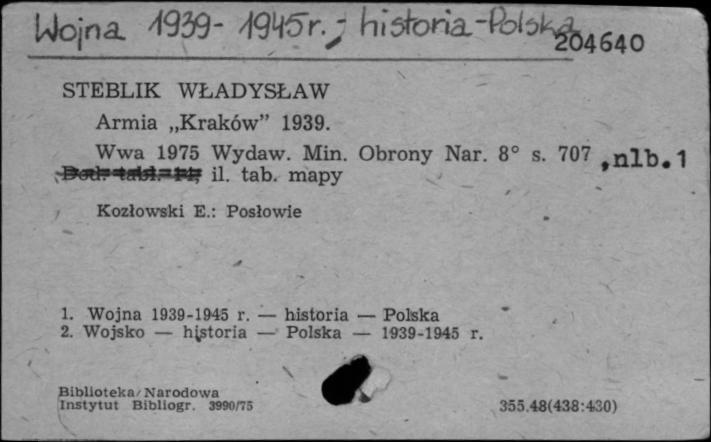 Wojna 1939-1945r.; historia-Polska
204640
STEBLIK WŁADYSŁAW
Armia „Kraków” 1939.
Wwa 1975 Wydaw. Min. Obrony Nar. 8° s. 707 ,nlb.1
il. tab. mapy
Kozłowski E.: Posłowie
1. Wojna 1939-1945 r. — historia — Polska
2. Wojsko — historia — Polska — 1939-1945 r.
Biblioteka Narodowa
Instytut Bibliogr. 3990/75
355.48(438:430)